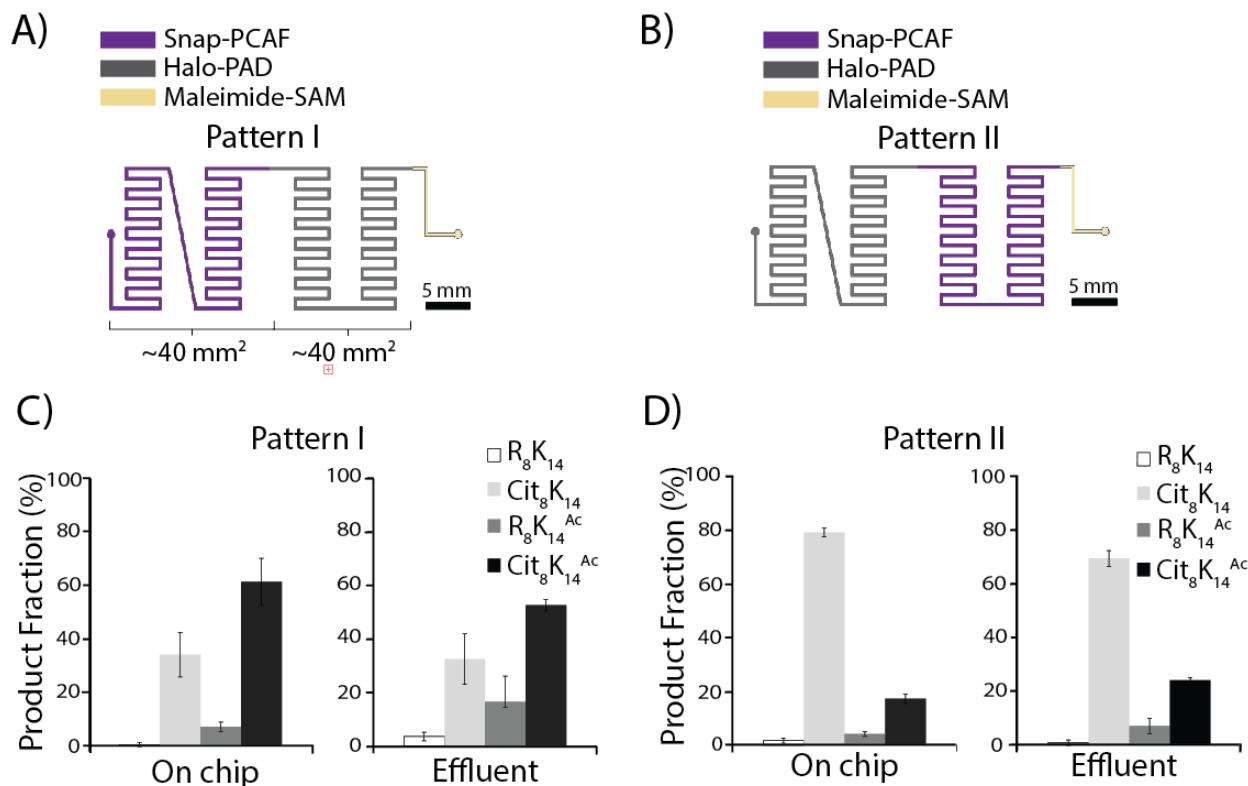 A)
Snap-PCAF
Halo-PAD
Maleimide-SAM
Pattern I
5 mm
~40 mm²
~40 mm²
B)
Snap-PCAF
Halo-PAD
Maleimide-SAM
Pattern II
5 mm
C)
Pattern I
Product Fraction (%)
100
80
60
40
20
0
On chip
100
80
60
40
20
0
Effluent
R₈K₁₄
Cit₈K₁₄
R₈K₁₄ᴬᶜ
Cit₈K₁₄ᴬᶜ
D)
Pattern II
Product Fraction (%)
100
80
60
40
20
0
On chip
100
80
60
40
20
0
Effluent
R₈K₁₄
Cit₈K₁₄
R₈K₁₄ᴬᶜ
Cit₈K₁₄ᴬᶜ